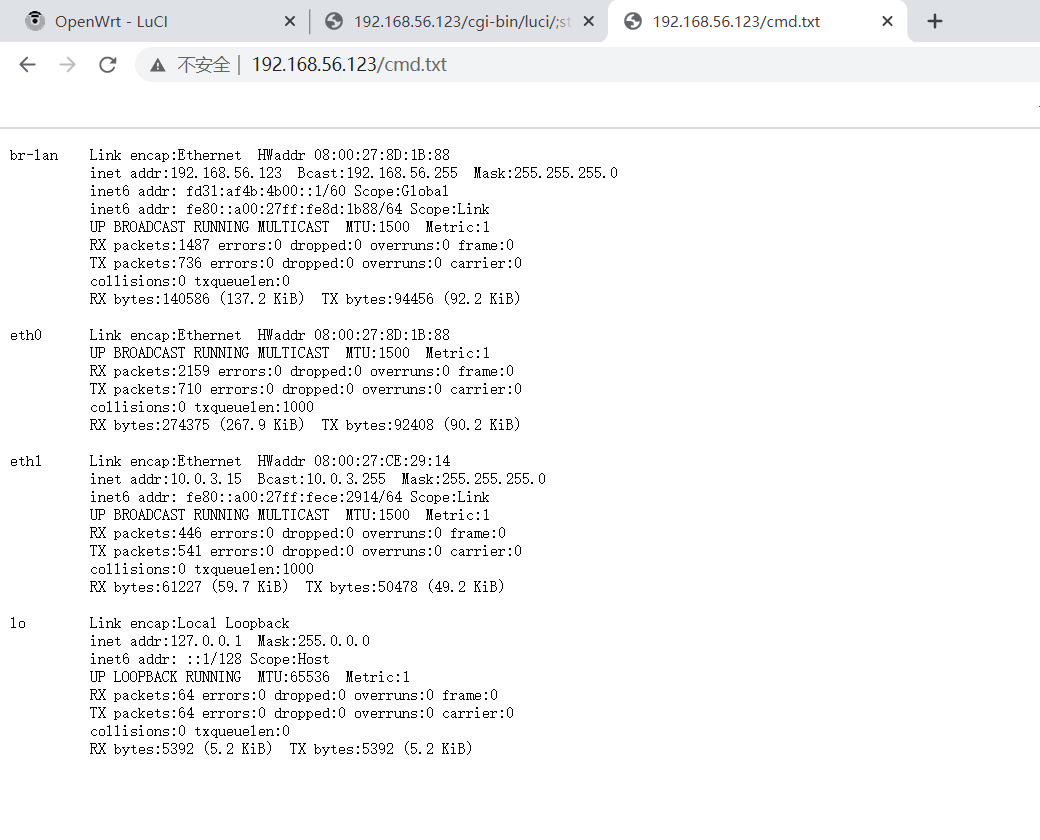 OpenWrt - LuCI
192.168.56.123/cgi-bin/luci/;st
192.168.56.123/cmd.txt
不安全 | 192.168.56.123/cmd.txt
br-lan Link encap:Ethernet HWaddr 08:00:27:8D:1B:88
inet addr:192.168.56.123 Bcast:192.168.56.255 Mask:255.255.255.0
inet6 addr: fd31:af4b:4b00::1/60 Scope:Global
inet6 addr: fe80::a00:27ff:fe8d:1b88/64 Scope:Link
UP BROADCAST RUNNING MULTICAST MTU:1500 Metric:1
RX packets:1487 errors:0 dropped:0 overruns:0 frame:0
TX packets:736 errors:0 dropped:0 overruns:0 carrier:0
collisions:0 txqueuelen:0
RX bytes:140586 (137.2 KiB) TX bytes:94456 (92.2 KiB)
eth0 Link encap:Ethernet HWaddr 08:00:27:8D:1B:88
UP BROADCAST RUNNING MULTICAST MTU:1500 Metric:1
RX packets:2159 errors:0 dropped:0 overruns:0 frame:0
TX packets:710 errors:0 dropped:0 overruns:0 carrier:0
collisions:0 txqueuelen:1000
RX bytes:274375 (267.9 KiB) TX bytes:92408 (90.2 KiB)
eth1 Link encap:Ethernet HWaddr 08:00:27:CE:29:14
inet addr:10.0.3.15 Bcast:10.0.3.255 Mask:255.255.255.0
inet6 addr: fe80::a00:27ff:fece:2914/64 Scope:Link
UP BROADCAST RUNNING MULTICAST MTU:1500 Metric:1
RX packets:446 errors:0 dropped:0 overruns:0 frame:0
TX packets:541 errors:0 dropped:0 overruns:0 carrier:0
collisions:0 txqueuelen:1000
RX bytes:61227 (59.7 KiB) TX bytes:50478 (49.2 KiB)
lo Link encap:Local Loopback
inet addr:127.0.0.1 Mask:255.0.0.0
inet6 addr: ::1/128 Scope:Host
UP LOOPBACK RUNNING MTU:65536 Metric:1
RX packets:64 errors:0 dropped:0 overruns:0 frame:0
TX packets:64 errors:0 dropped:0 overruns:0 carrier:0
collisions:0 txqueuelen:0
RX bytes:5392 (5.2 KiB) TX bytes:5392 (5.2 KiB)